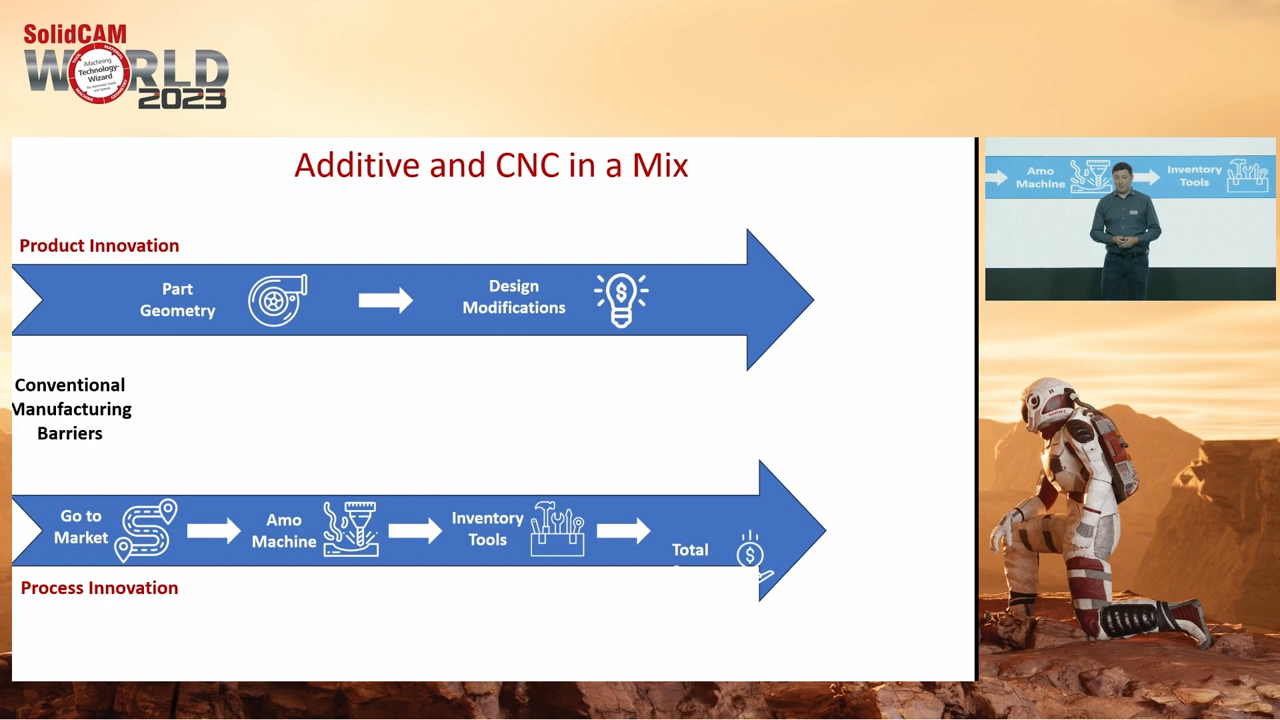 SolidCAM
WORLD
2023
iMachining
Technology
Wizard
Additive and CNC in a Mix
Product Innovation
Part
Geometry
Design
Modifications
Conventional
Manufacturing
Barriers
Go to
Market
Amo
Machine
Inventory
Tools
Total
Process Innovation
Amo
Machine
Inventory
Tools